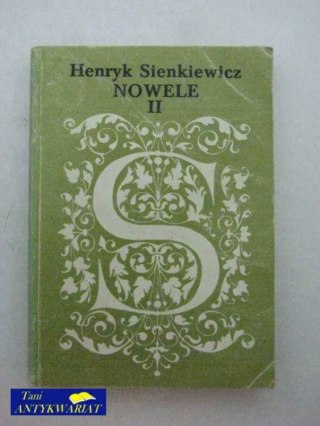 Henryk Sienkiewicz
NOWELE
II
S
Tani
ANTYKWARIAT